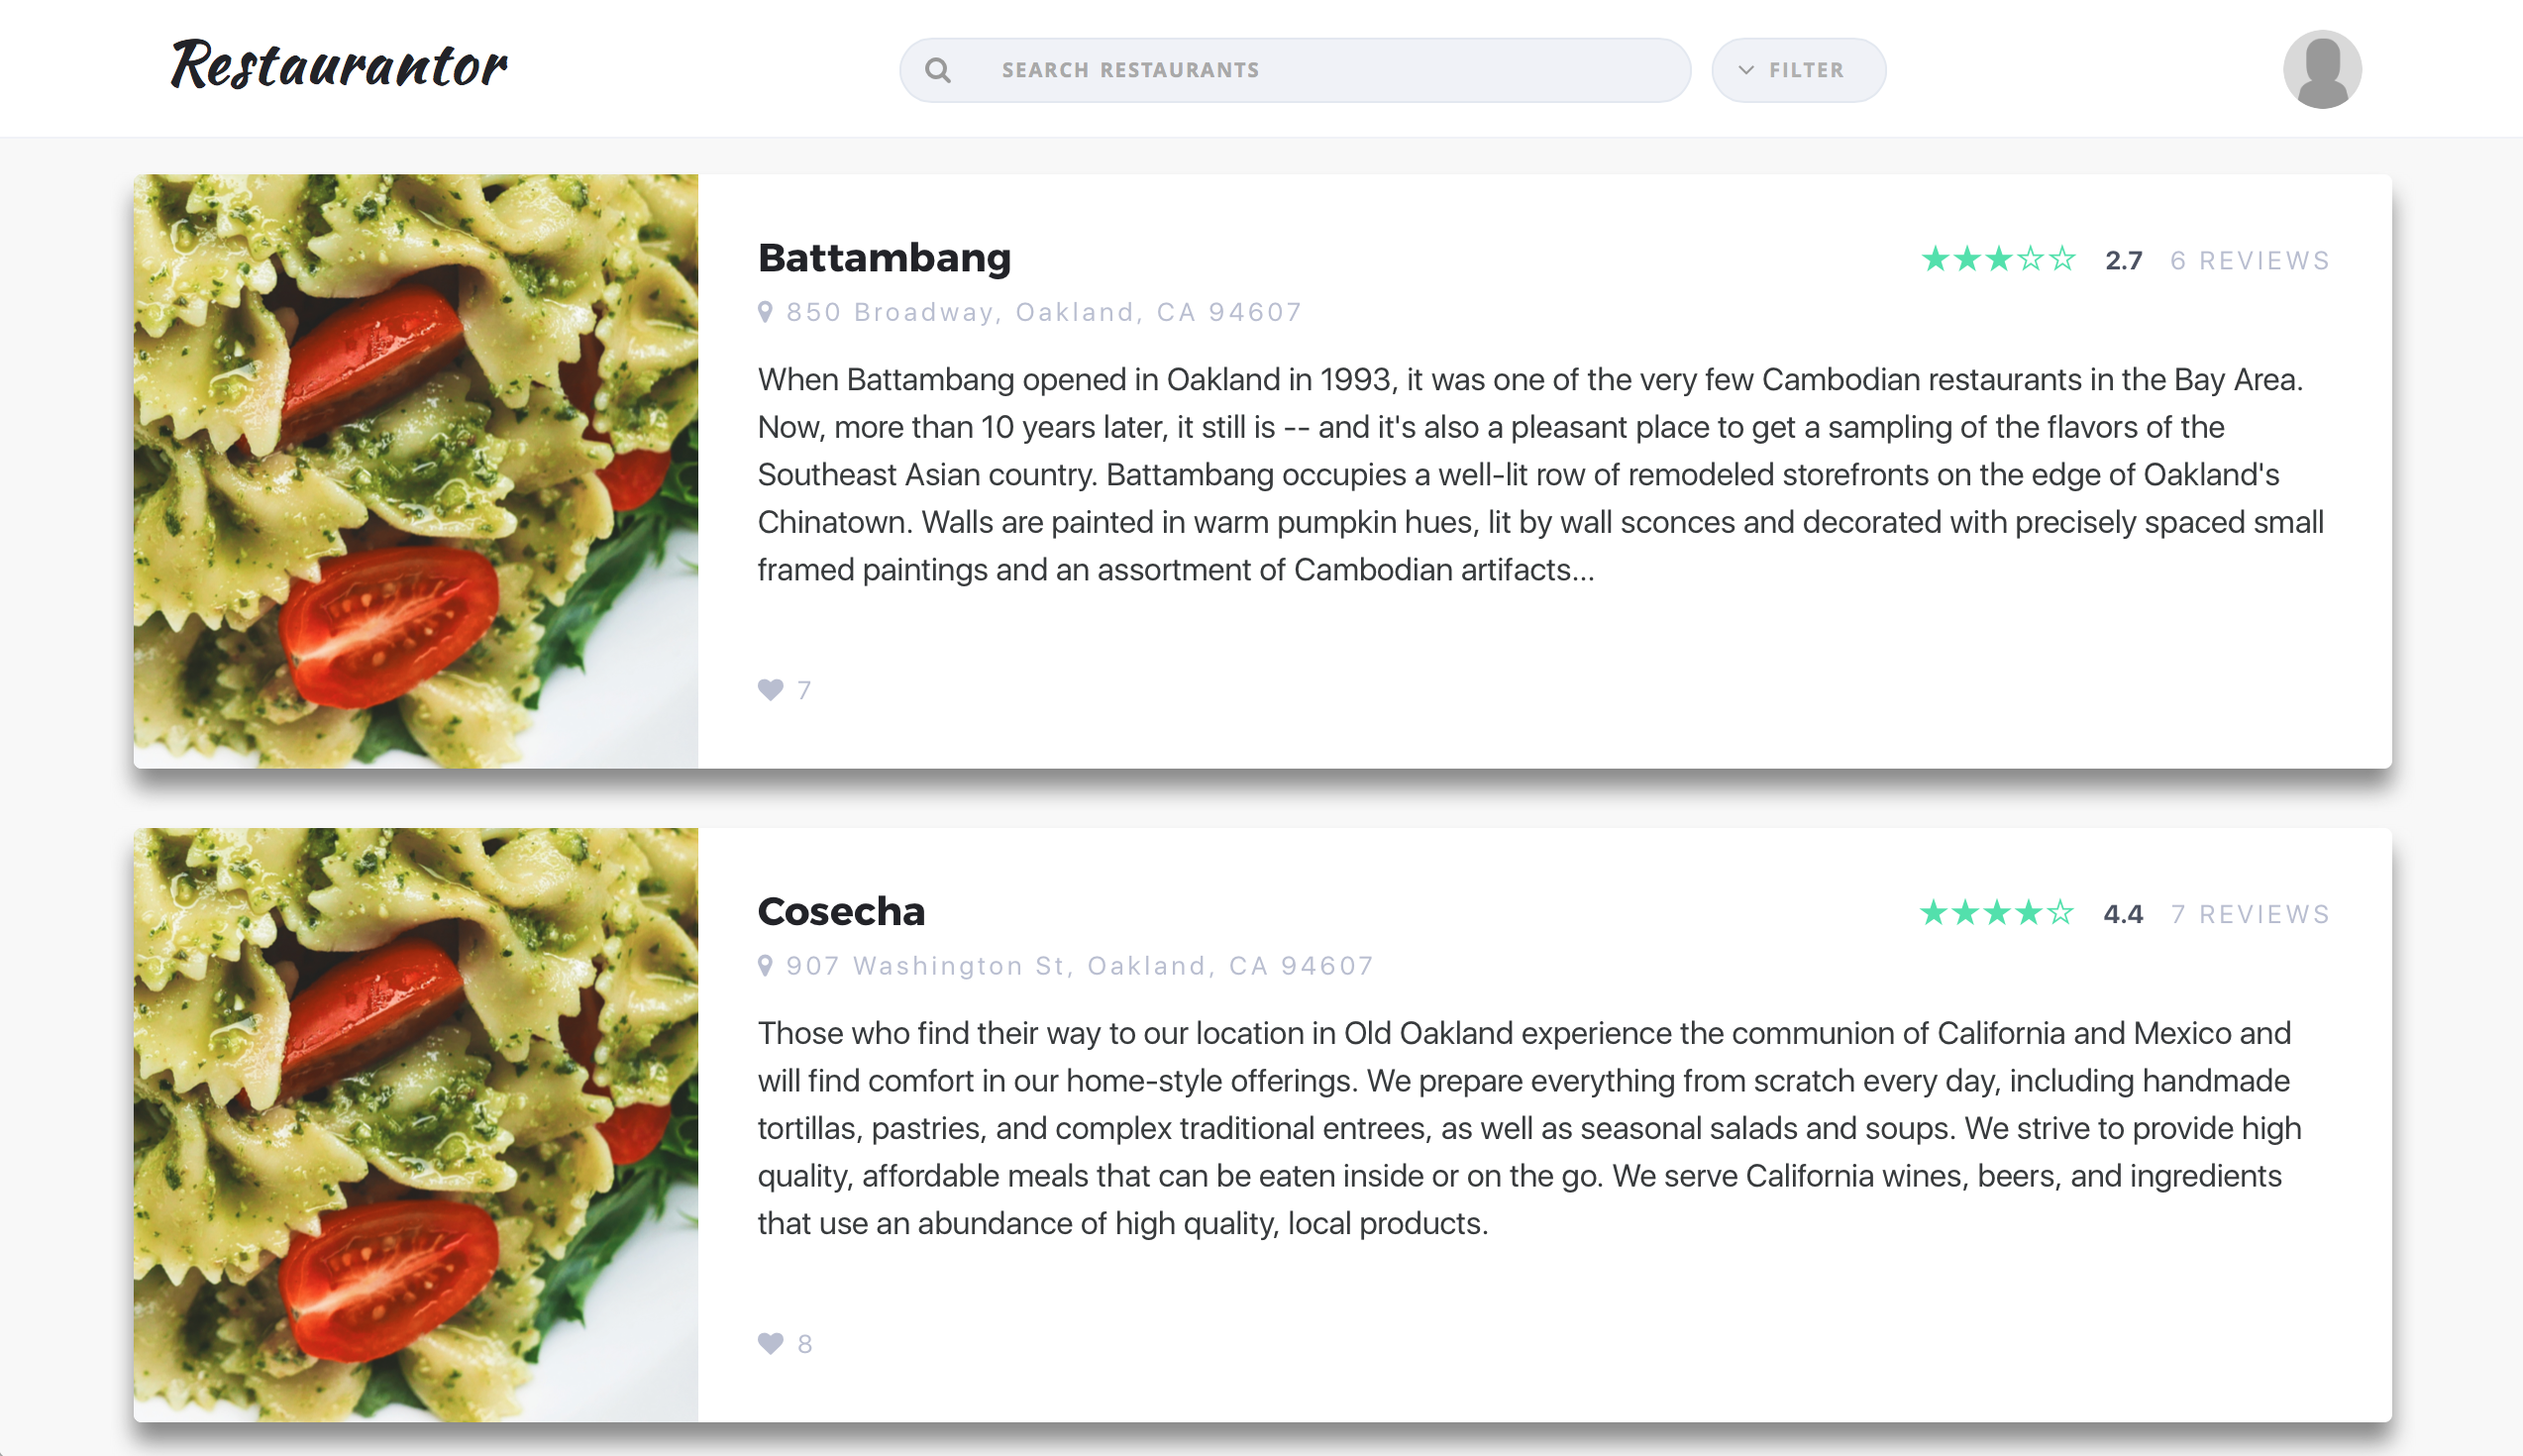 Restaurantor
SEARCH RESTAURANTS
FILTER
Battambang
★★★☆☆ 2.7 6 REVIEWS
850 Broadway, Oakland, CA 94607
When Battambang opened in Oakland in 1993, it was one of the very few Cambodian restaurants in the Bay Area.
Now, more than 10 years later, it still is -- and it's also a pleasant place to get a sampling of the flavors of the
Southeast Asian country. Battambang occupies a well-lit row of remodeled storefronts on the edge of Oakland's
Chinatown. Walls are painted in warm pumpkin hues, lit by wall sconces and decorated with precisely spaced small
framed paintings and an assortment of Cambodian artifacts...
7
Cosecha
★★★★☆ 4.4 7 REVIEWS
907 Washington St, Oakland, CA 94607
Those who find their way to our location in Old Oakland experience the communion of California and Mexico and
will find comfort in our home-style offerings. We prepare everything from scratch every day, including handmade
tortillas, pastries, and complex traditional entrees, as well as seasonal salads and soups. We strive to provide high
quality, affordable meals that can be eaten inside or on the go. We serve California wines, beers, and ingredients
that use an abundance of high quality, local products.
8